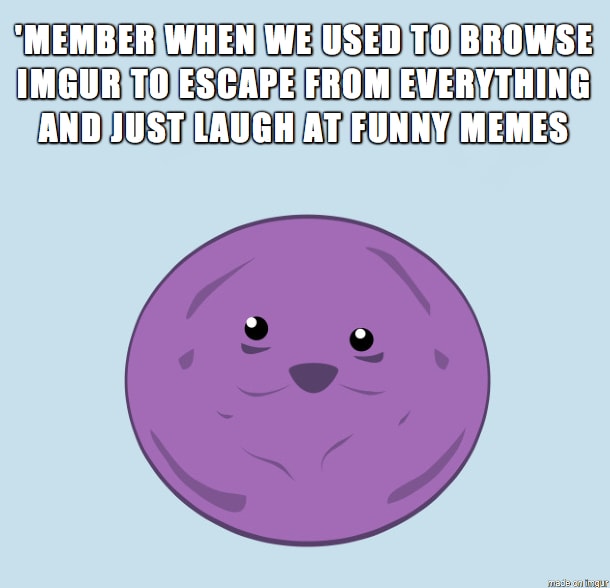 'MEMBER WHEN WE USED TO BROWSE
IMGUR TO ESCAPE FROM EVERYTHING
AND JUST LAUGH AT FUNNY MEMES
made on imgur